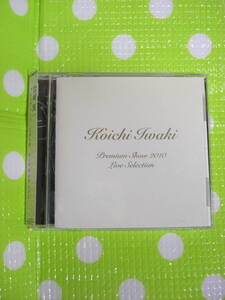 Koichi Iwaki
Premium Show 2010
Live Selection